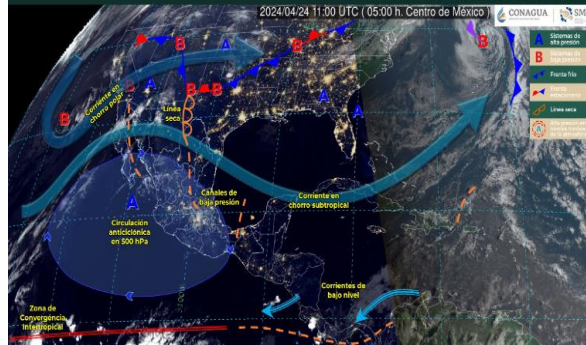 2024/04/24 11:00 UTC ( 05:00 h. Centro de México )
CONAGUA
SM
A
Sistemas de
alta presión
B
Sistemas de
baja presión
Frente frío
Frente
estacionario
Línea seca
A
B
B
A
B
A
B
B
B
B
A
A
A
Corriente en
chorro polar
Línea
seca
Canales de
baja presión
Corriente en
chorro subtropical
Circulación
anticiclónica
en 500 hPa
Corrientes de
bajo nivel
Zona de
Convergencia
Intertropical